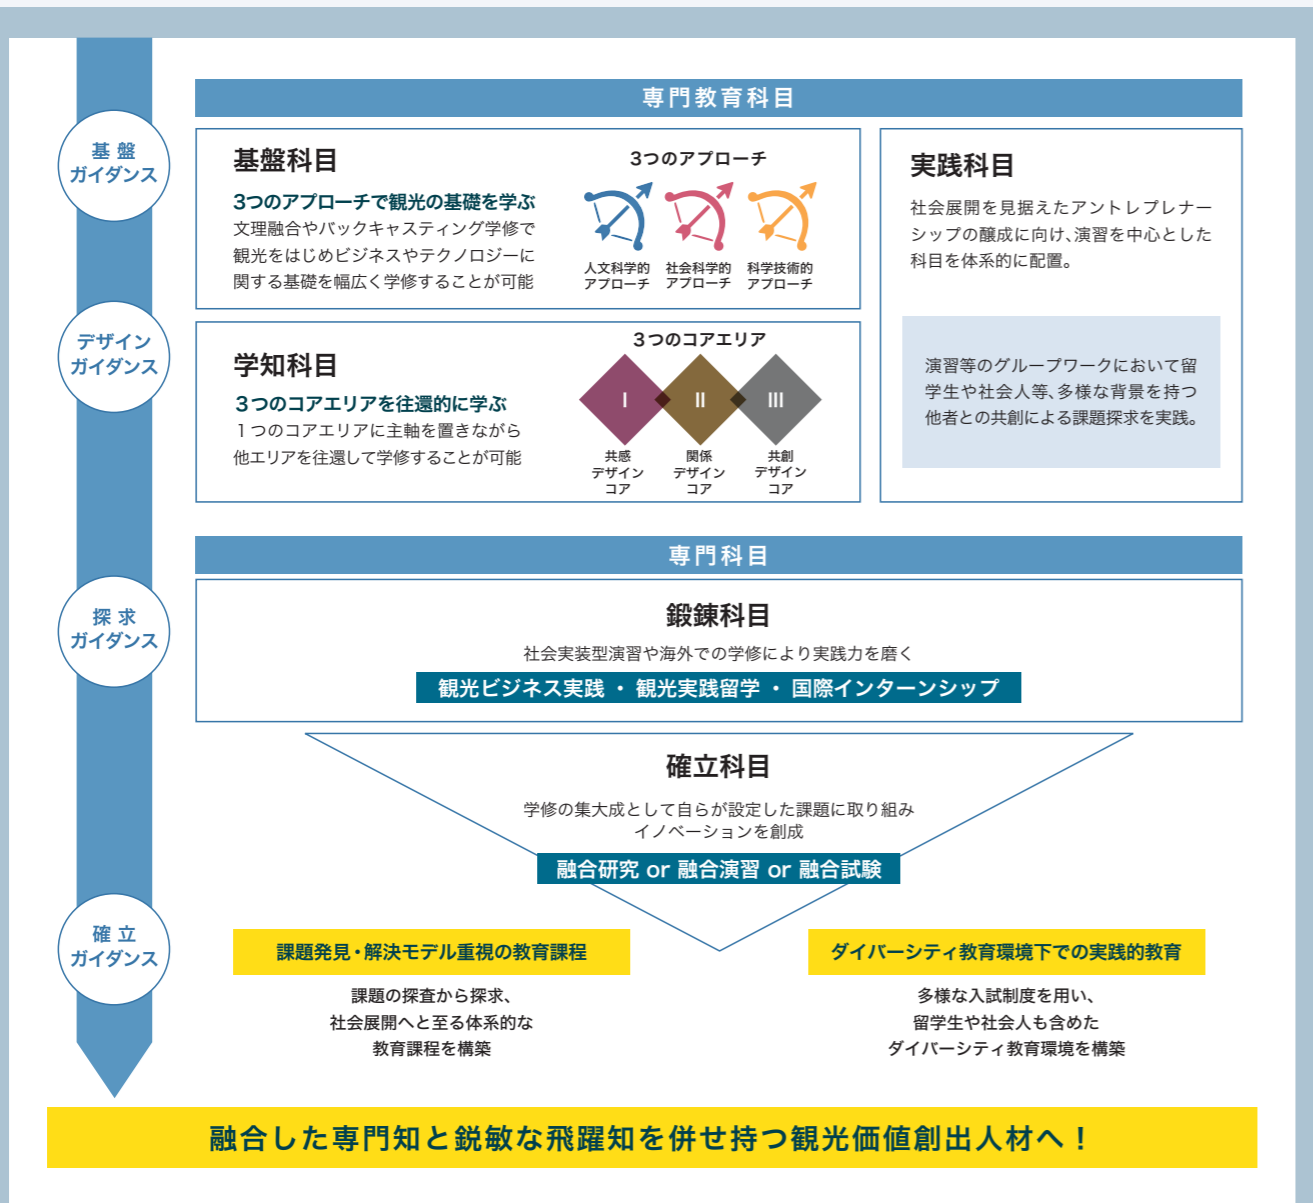 専門教育科目
基盤
ガイダンス
基盤科目
3つのアプローチで観光の基礎を学ぶ
文理融合やバックキャスティング学修で
観光をはじめビジネスやテクノロジーに
関する基礎を幅広く学修することが可能
3つのアプローチ
人文科学的
アプローチ
社会科学的
アプローチ
科学技術的
アプローチ
実践科目
社会展開を見据えたアントレプレナー
シップの醸成に向け、演習を中心とした
科目を体系的に配置。
演習等のグループワークにおいて留
学生や社会人等、多様な背景を持つ
他者との共創による課題探求を実践。
デザイン
ガイダンス
学知科目
3つのコアエリアを往還的に学ぶ
1つのコアエリアに主軸を置きながら
他エリアを往還して学修することが可能
3つのコアエリア
I
II
III
共感
デザイン
コア
関係
デザイン
コア
共創
デザイン
コア
専門科目
探求
ガイダンス
鍛錬科目
社会実装型演習や海外での学修により実践力を磨く
観光ビジネス実践 ・ 観光実践留学 ・ 国際インターンシップ
確立科目
学修の集大成として自らが設定した課題に取り組み
イノベーションを創成
融合研究 or 融合演習 or 融合試験
確立
ガイダンス
課題発見・解決モデル重視の教育課程
課題の探査から探求、
社会展開へと至る体系的な
教育課程を構築
ダイバーシティ教育環境下での実践的教育
多様な入試制度を用い、
留学生や社会人も含めた
ダイバーシティ教育環境を構築
融合した専門知と鋭敏な飛躍知を併せ持つ観光価値創出人材へ！